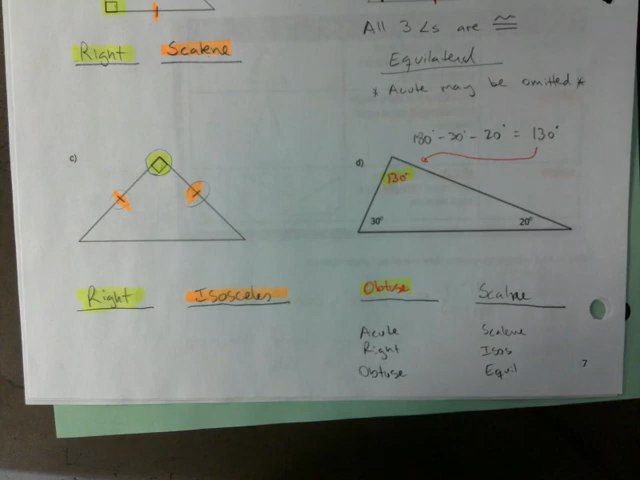 All 3 ∠s are ≅
Right Scalene
Equilateral
* Acute may be omitted *
180° - 30° - 20° = 130°
c)
d)
130°
30°
20°
Right Isosceles
Obtuse Scalene
Acute Scalene
Right Isos
Obtuse Equil
7